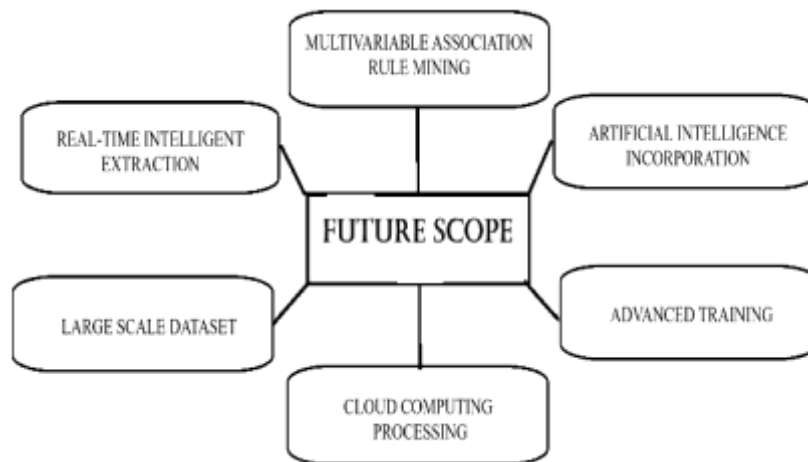 MULTIVARIABLE ASSOCIATION
RULE MINING
REAL-TIME INTELLIGENT
EXTRACTION
ARTIFICIAL INTELLIGENCE
INCORPORATION
FUTURE SCOPE
LARGE SCALE DATASET
ADVANCED TRAINING
CLOUD COMPUTING
PROCESSING